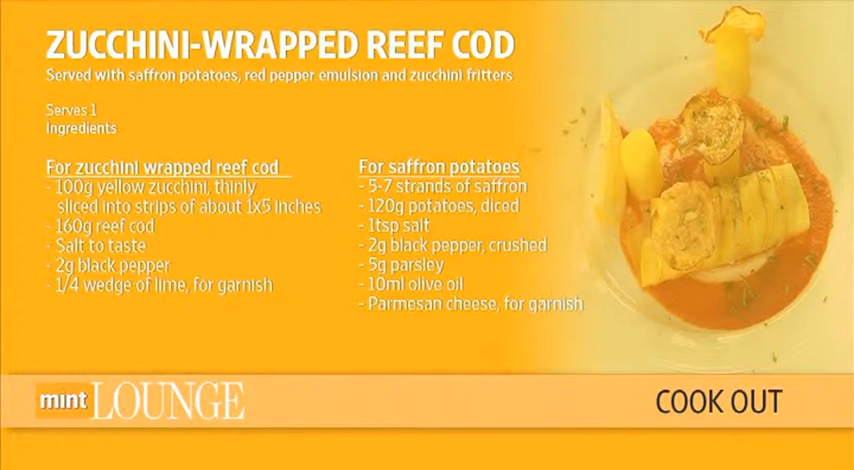 ZUCCHINI-WRAPPED REEF COD
Served with saffron potatoes, red pepper emulsion and zucchini fritters
Serves 1
Ingredients
For zucchini wrapped reef cod
- 100g yellow zucchini, thinly
sliced into strips of about 1x5 inches
- 160g reef cod
- Salt to taste
- 2g black pepper
- 1/4 wedge of lime, for garnish
For saffron potatoes
- 5-7 strands of saffron
- 120g potatoes, diced
- 1tsp salt
- 2g black pepper, crushed
- 5g parsley
- 10ml olive oil
- Parmesan cheese, for garnish
mint LOUNGE
COOK OUT